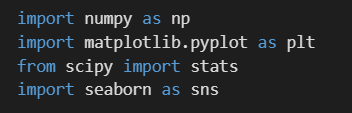 import numpy as np
import matplotlib.pyplot as plt
from scipy import stats
import seaborn as sns